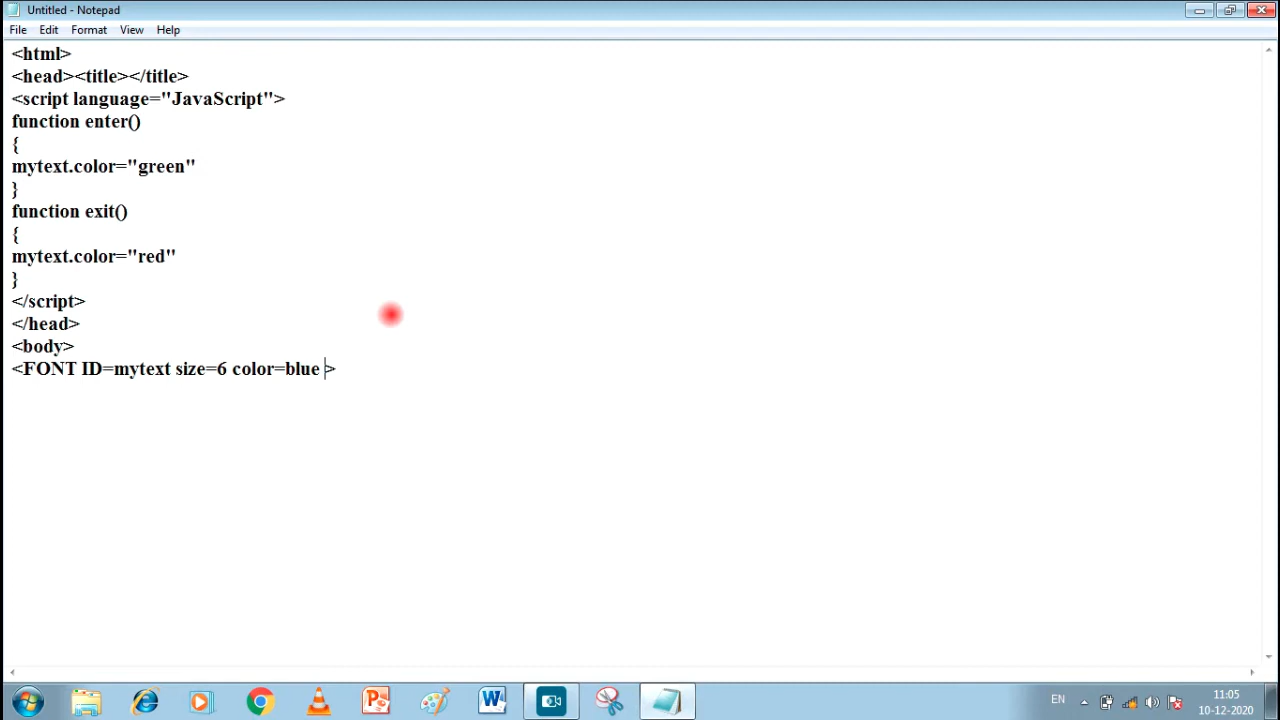 Untitled - Notepad
File Edit Format View Help
<html>
<head><title></title>
<script language="JavaScript">
function enter()
{
mytext.color="green"
}
function exit()
{
mytext.color="red"
}
</script>
</head>
<body>
<FONT ID=mytext size=6 color=blue >
EN
11:05
10-12-2020